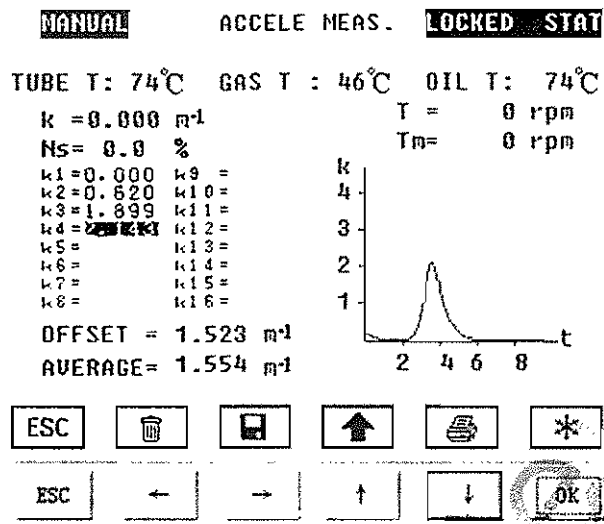 MANUAL ACCELE MEAS. LOCKED STAT
TUBE T: 74°C GAS T : 46°C OIL T: 74°C
k =0.000 m-1 T = 0 rpm
Ns= 0.0 % Tm= 0 rpm
k1=0.000 k9 =
k2=0.620 k10=
k3=1.899 k11=
k4= k12=
k5= k13=
k6= k14=
k7= k15=
k8= k16=
OFFSET = 1.523 m-1
AVERAGE= 1.554 m-1
k
4
3
2
1
2 4 6 8 t
ESC
ESC ← → ↑ ↓ OK